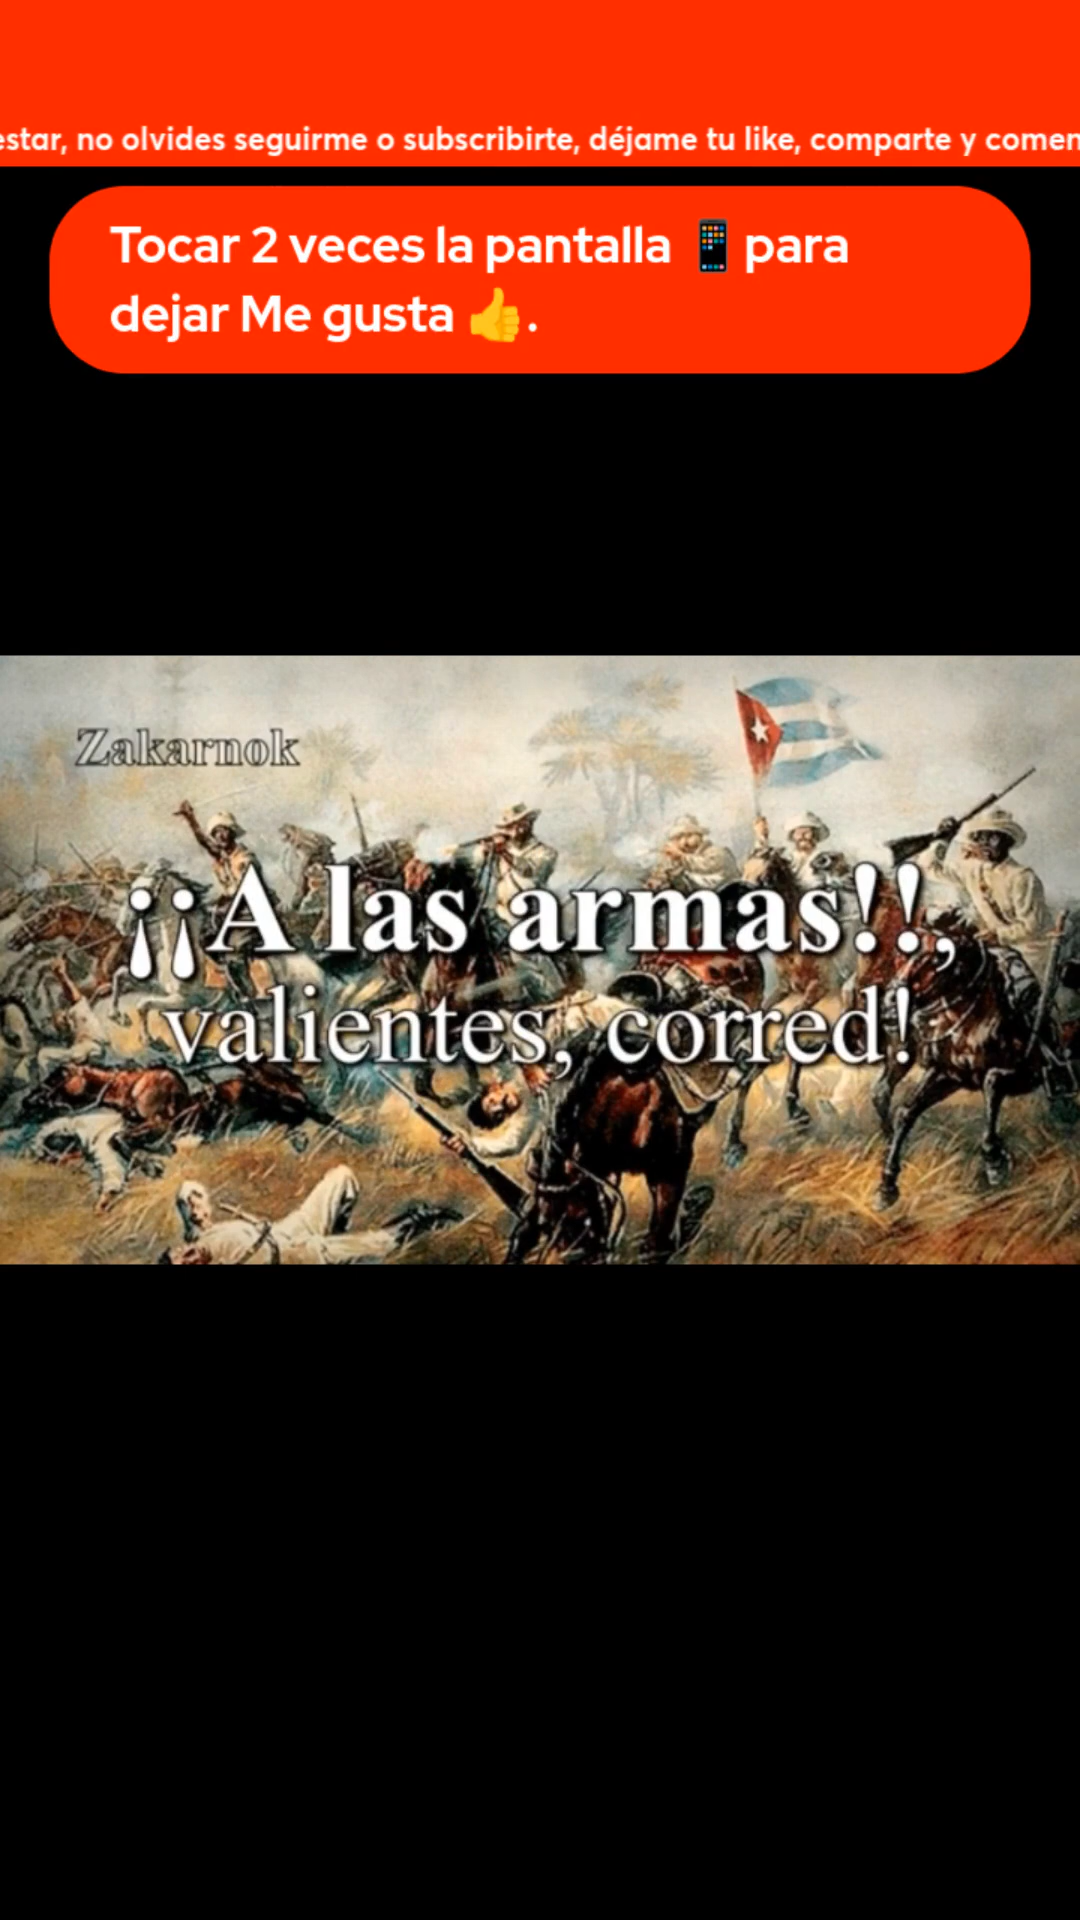 estar, no olvides seguirme o subscribirte, déjame tu like, comparte y comen
Tocar 2 veces la pantalla 📱 para
dejar Me gusta 👍.
Zakarnok
¡¡A las armas!!,
valientes, corred!